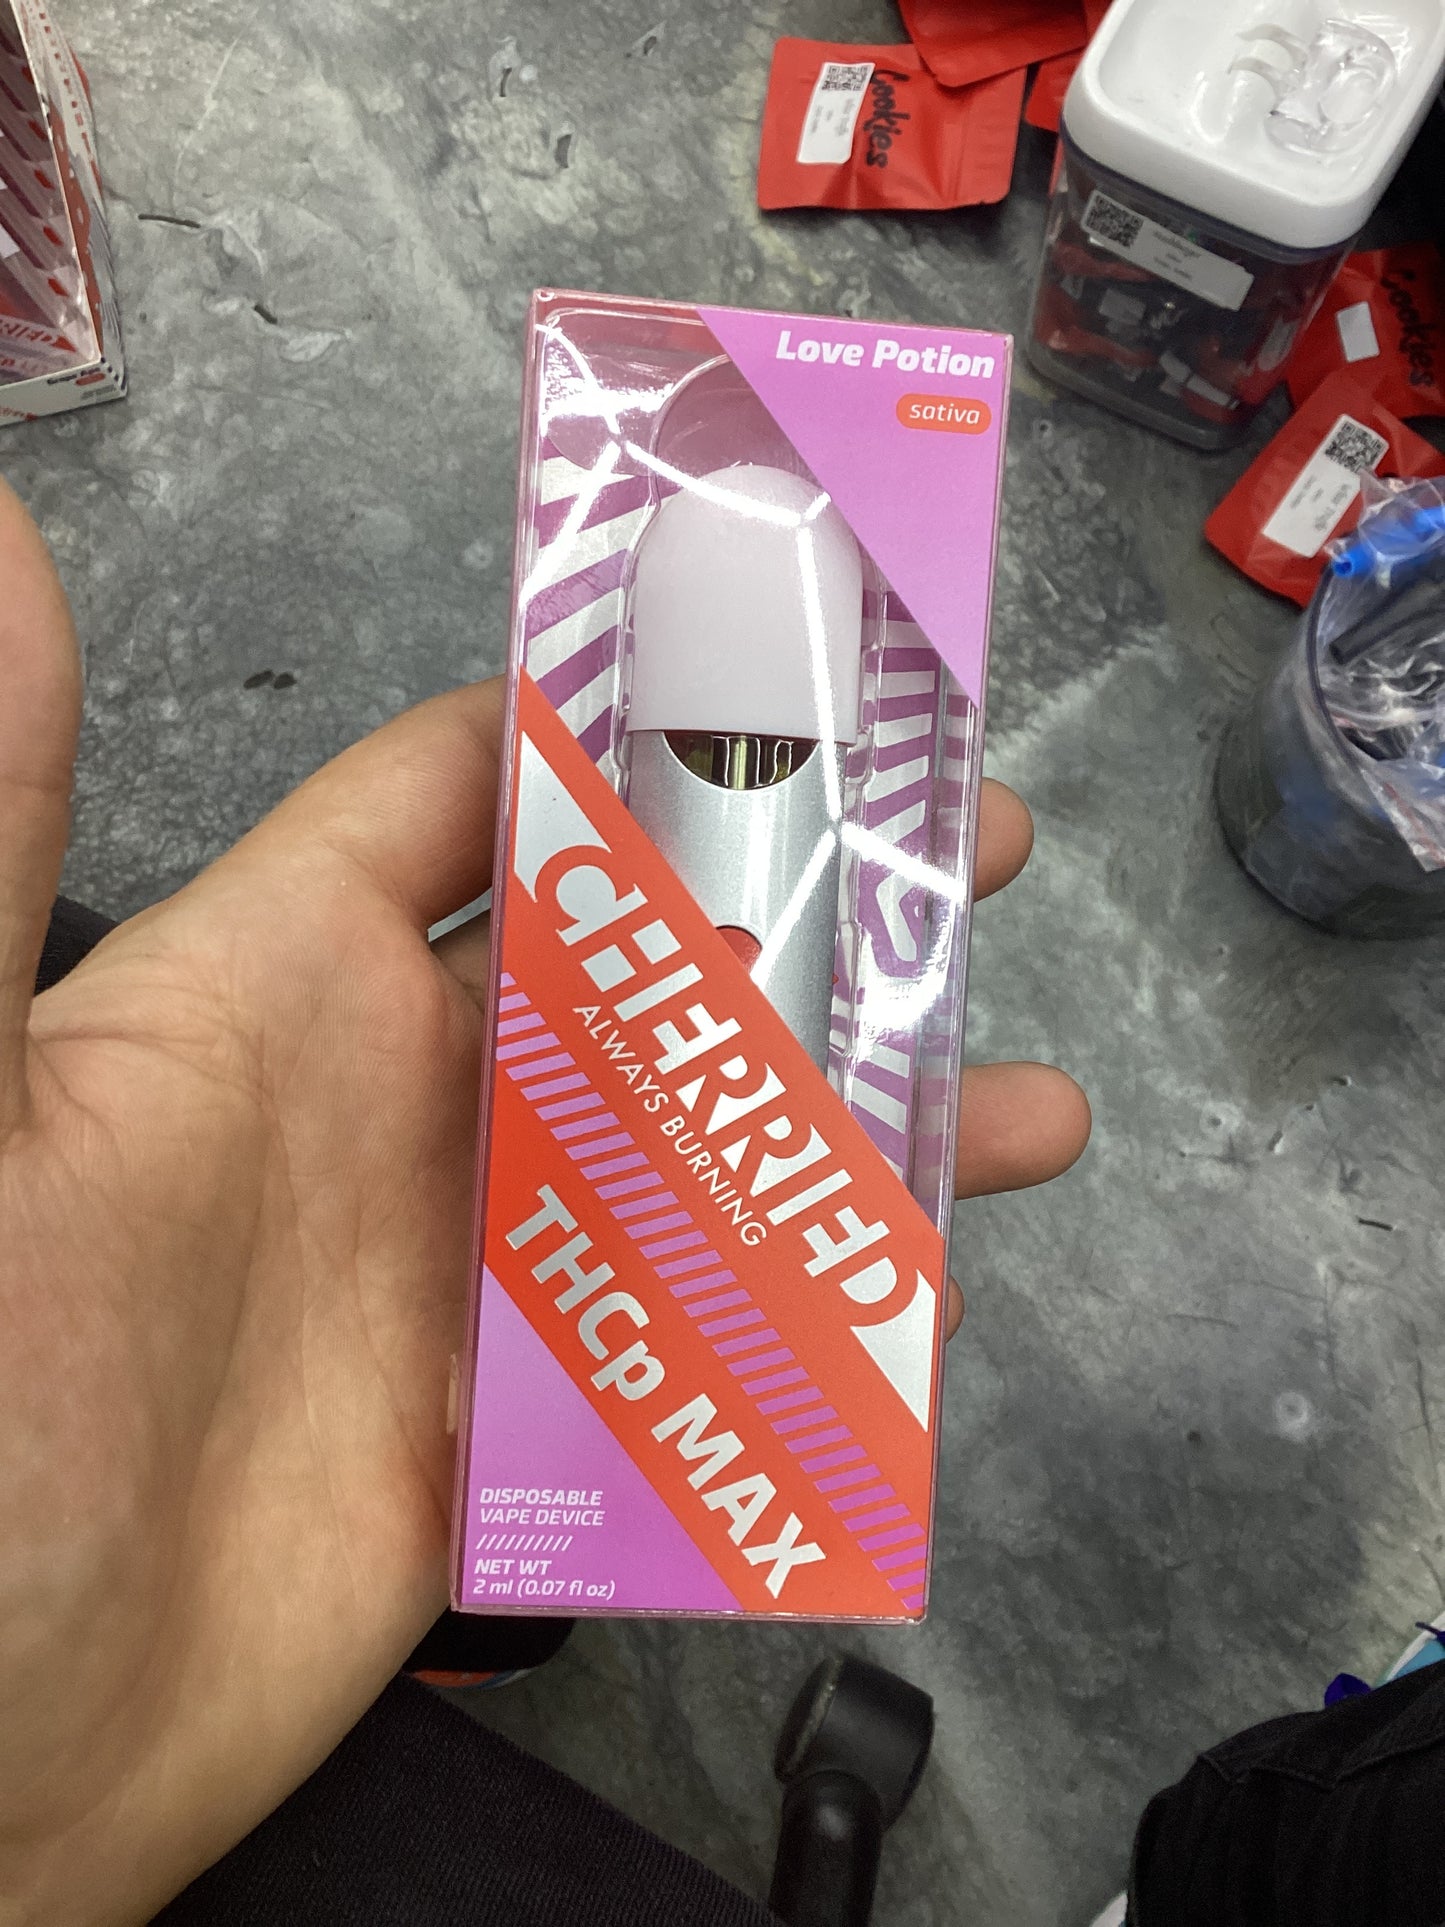 Love Potion
sativa
CHERRIED
ALWAYS BURNING
THCp MAX
DISPOSABLE
VAPE DEVICE
//////////
NET WT
2 ml (0.07 fl oz)
Cookies
Cookies